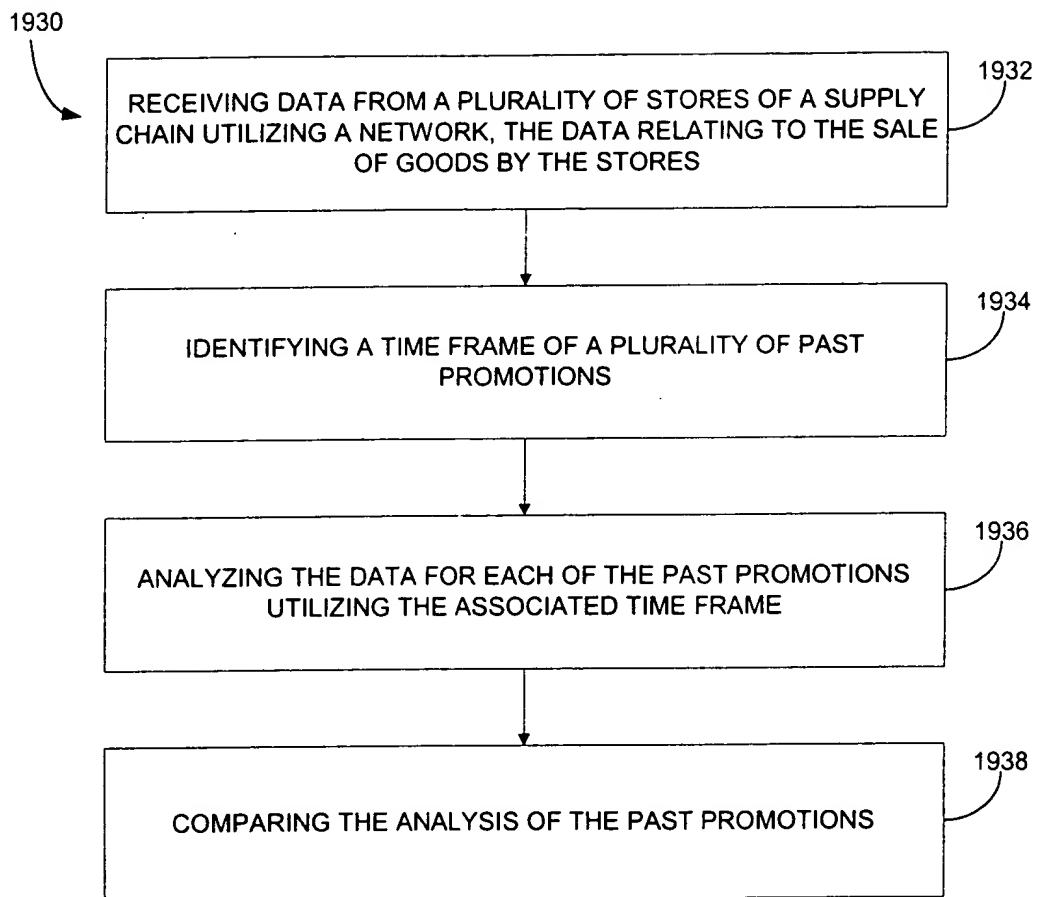 1930
1932
RECEIVING DATA FROM A PLURALITY OF STORES OF A SUPPLY
CHAIN UTILIZING A NETWORK, THE DATA RELATING TO THE SALE
OF GOODS BY THE STORES
1934
IDENTIFYING A TIME FRAME OF A PLURALITY OF PAST
PROMOTIONS
1936
ANALYZING THE DATA FOR EACH OF THE PAST PROMOTIONS
UTILIZING THE ASSOCIATED TIME FRAME
1938
COMPARING THE ANALYSIS OF THE PAST PROMOTIONS